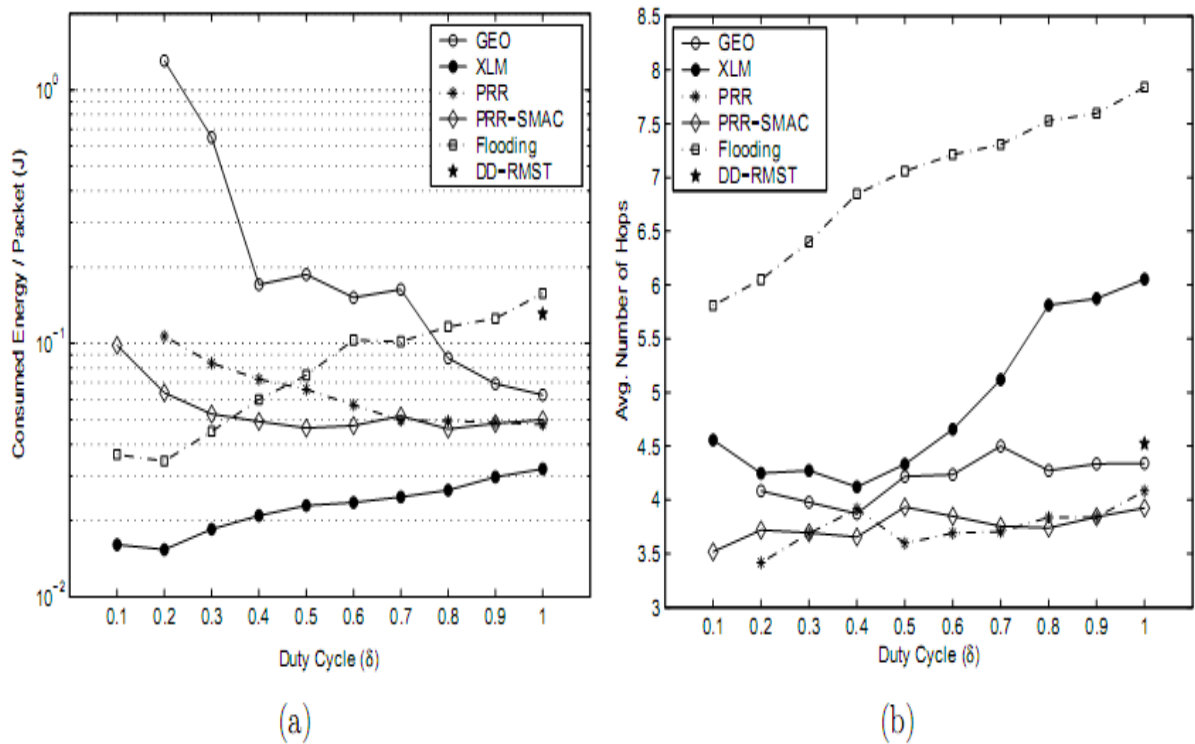 Consumed Energy / Packet (J)
10⁰
10⁻¹
10⁻²
GEO
XLM
PRR
PRR-SMAC
Flooding
DD-RMST
0.1 0.2 0.3 0.4 0.5 0.6 0.7 0.8 0.9 1
Duty Cycle (δ)
(a)
Avg. Number of Hops
8.5
8
7.5
7
6.5
6
5.5
5
4.5
4
3.5
3
GEO
XLM
PRR
PRR-SMAC
Flooding
DD-RMST
0.1 0.2 0.3 0.4 0.5 0.6 0.7 0.8 0.9 1
Duty Cycle (δ)
(b)